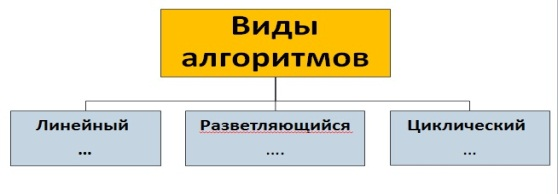 Виды
алгоритмов
Линейный
...
Разветляющийся
....
Циклический
...